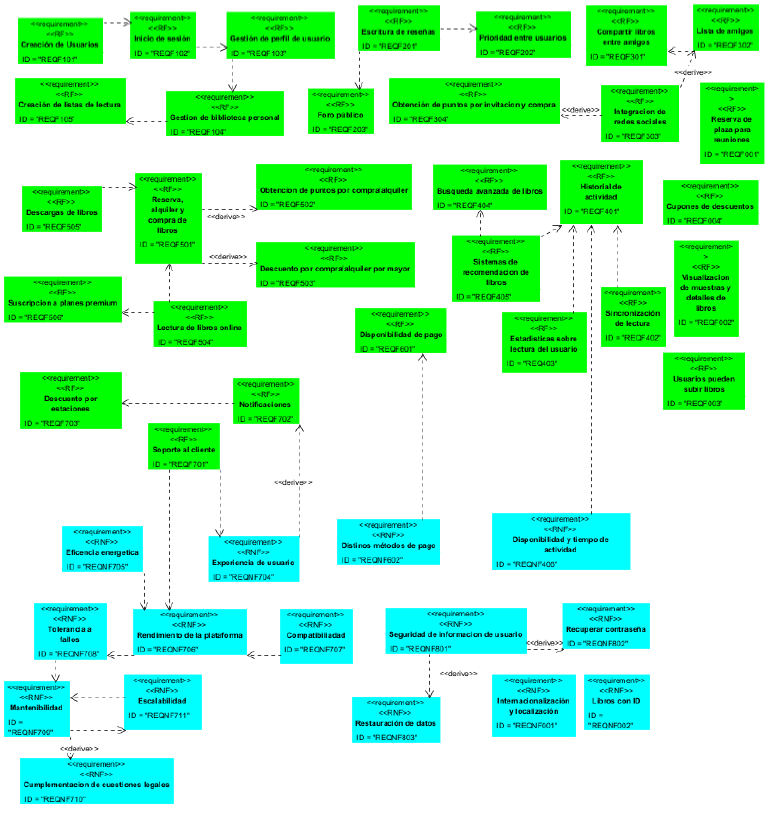 <<requirement>>
<<RF>>
Creación de Usuarios
ID = "REQF101"
<<requirement>>
<<RF>>
Inicio de sesión
ID = "REQF102"
<<requirement>>
<<RF>>
Gestión de perfil de usuario
ID = "REQF103"
<<requirement>>
<<RF>>
Escritura de reseñas
ID = "REQF201"
<<requirement>>
<<RF>>
Prioridad entre usuarios
ID = "REQF202"
<<requirement>>
<<RF>>
Compartir libros
entre amigos
ID = "REQF301"
<<requirement>>
<<RF>>
Lista de amigos
ID = "REQF302"
<<derive>>
<<requirement>>
<<RF>>
Creación de listas de lectura
ID = "REQF105"
<<requirement>>
<<RF>>
Gestion de biblioteca personal
ID = "REQF104"
<<requirement>>
<<RF>>
Foro público
ID = "REQF203"
<<requirement>>
<<RF>>
Obtención de puntos por invitacion y compra
ID = "REQF304"
<<derive>>
<<requirement>>
<<RF>>
Integracion de
redes sociales
ID = "REQF303"
<<requirement>
>
<<RF>>
Reserva de
plaza para
reuniones
ID = "REQF001"
<<requirement>>
<<RF>>
Descargas de libros
ID = "REQF505"
<<requirement>>
<<RF>>
Reserva,
alquiler y
compra de
libros
ID = "REQF501"
<<derive>>
<<requirement>>
<<RF>>
Obtencion de puntos por compra/alquiler
ID = "REQF502"
<<derive>>
<<requirement>>
<<RF>>
Descuento por compra/alquiler por mayor
ID = "REQF503"
<<requirement>>
<<RF>>
Busqueda avanzada de libros
ID = "REQF404"
<<requirement>>
<<RF>>
Historial de
actividad
ID = "REQF401"
<<requirement>>
<<RF>>
Cupones de descuentos
ID = "REQF004"
<<requirement>>
<<RF>>
Sistemas de
recomendacion de
libros
ID = "REQF405"
<<requirement>
>
<<RF>>
Visualizacion
de muestras y
detalles de
libros
ID = "REQF002"
<<requirement>>
<<RF>>
Suscripcion a planes premium
ID = "REQF506"
<<requirement>>
<<RF>>
Lectura de libros online
ID = "REQF504"
<<requirement>>
<<RF>>
Disponibilidad de pago
ID = "REQF601"
<<requirement>>
<<RF>>
Estadisticas sobre
lectura del usuario
ID = "REQ403"
<<requirement>>
<<RF>>
Sincronización
de lectura
ID = "REQF402"
<<requirement>>
<<RF>>
Usuarios pueden
subir libros
ID = "REQF003"
<<requirement>>
<<RF>>
Descuento por
estaciones
ID = "REQF703"
<<requirement>>
<<RF>>
Notificaciones
ID = "REQF702"
<<requirement>>
<<RF>>
Soporte al cliente
ID = "REQF701"
<<derive>>
<<requirement>>
<<RNF>>
Eficencia energetica
ID = "REQNF705"
<<requirement>>
<<RNF>>
Experiencia de usuario
ID = "REQNF704"
<<requirement>>
<<RNF>>
Distinos métodos de pago
ID = "REQNF602"
<<requirement>>
<<RNF>>
Disponibilidad y tiempo de
actividad
ID = "REQNF406"
<<requirement>>
<<RNF>>
Tolerancia a
fallos
ID = "REQNF708"
<<requirement>>
<<RNF>>
Rendimiento de la plataforma
ID = "REQNF706"
<<requirement>>
<<RNF>>
Compatibilidad
ID = "REQNF707"
<<requirement>>
<<RNF>>
Seguridad de informacion de usuario
ID = "REQNF801"
<<derive>>
<<requirement>>
<<RNF>>
Recuperar contraseña
ID = "REQNF802"
<<derive>>
<<requirement>>
<<RNF>>
Mantenibilidad
ID =
"REQNF709"
<<requirement>>
<<RNF>>
Escalabilidad
ID = "REQNF711"
<<requirement>>
<<RNF>>
Restauración de datos
ID = "REQNF803"
<<requirement>>
<<RNF>>
Internacionalización
y localización
ID = "REQNF001"
<<requirement>>
<<RNF>>
Libros con ID
ID =
"REQNF002"
<<derive>>
<<requirement>>
<<RNF>>
Cumplementacion de cuestiones legales
ID = "REQNF710"